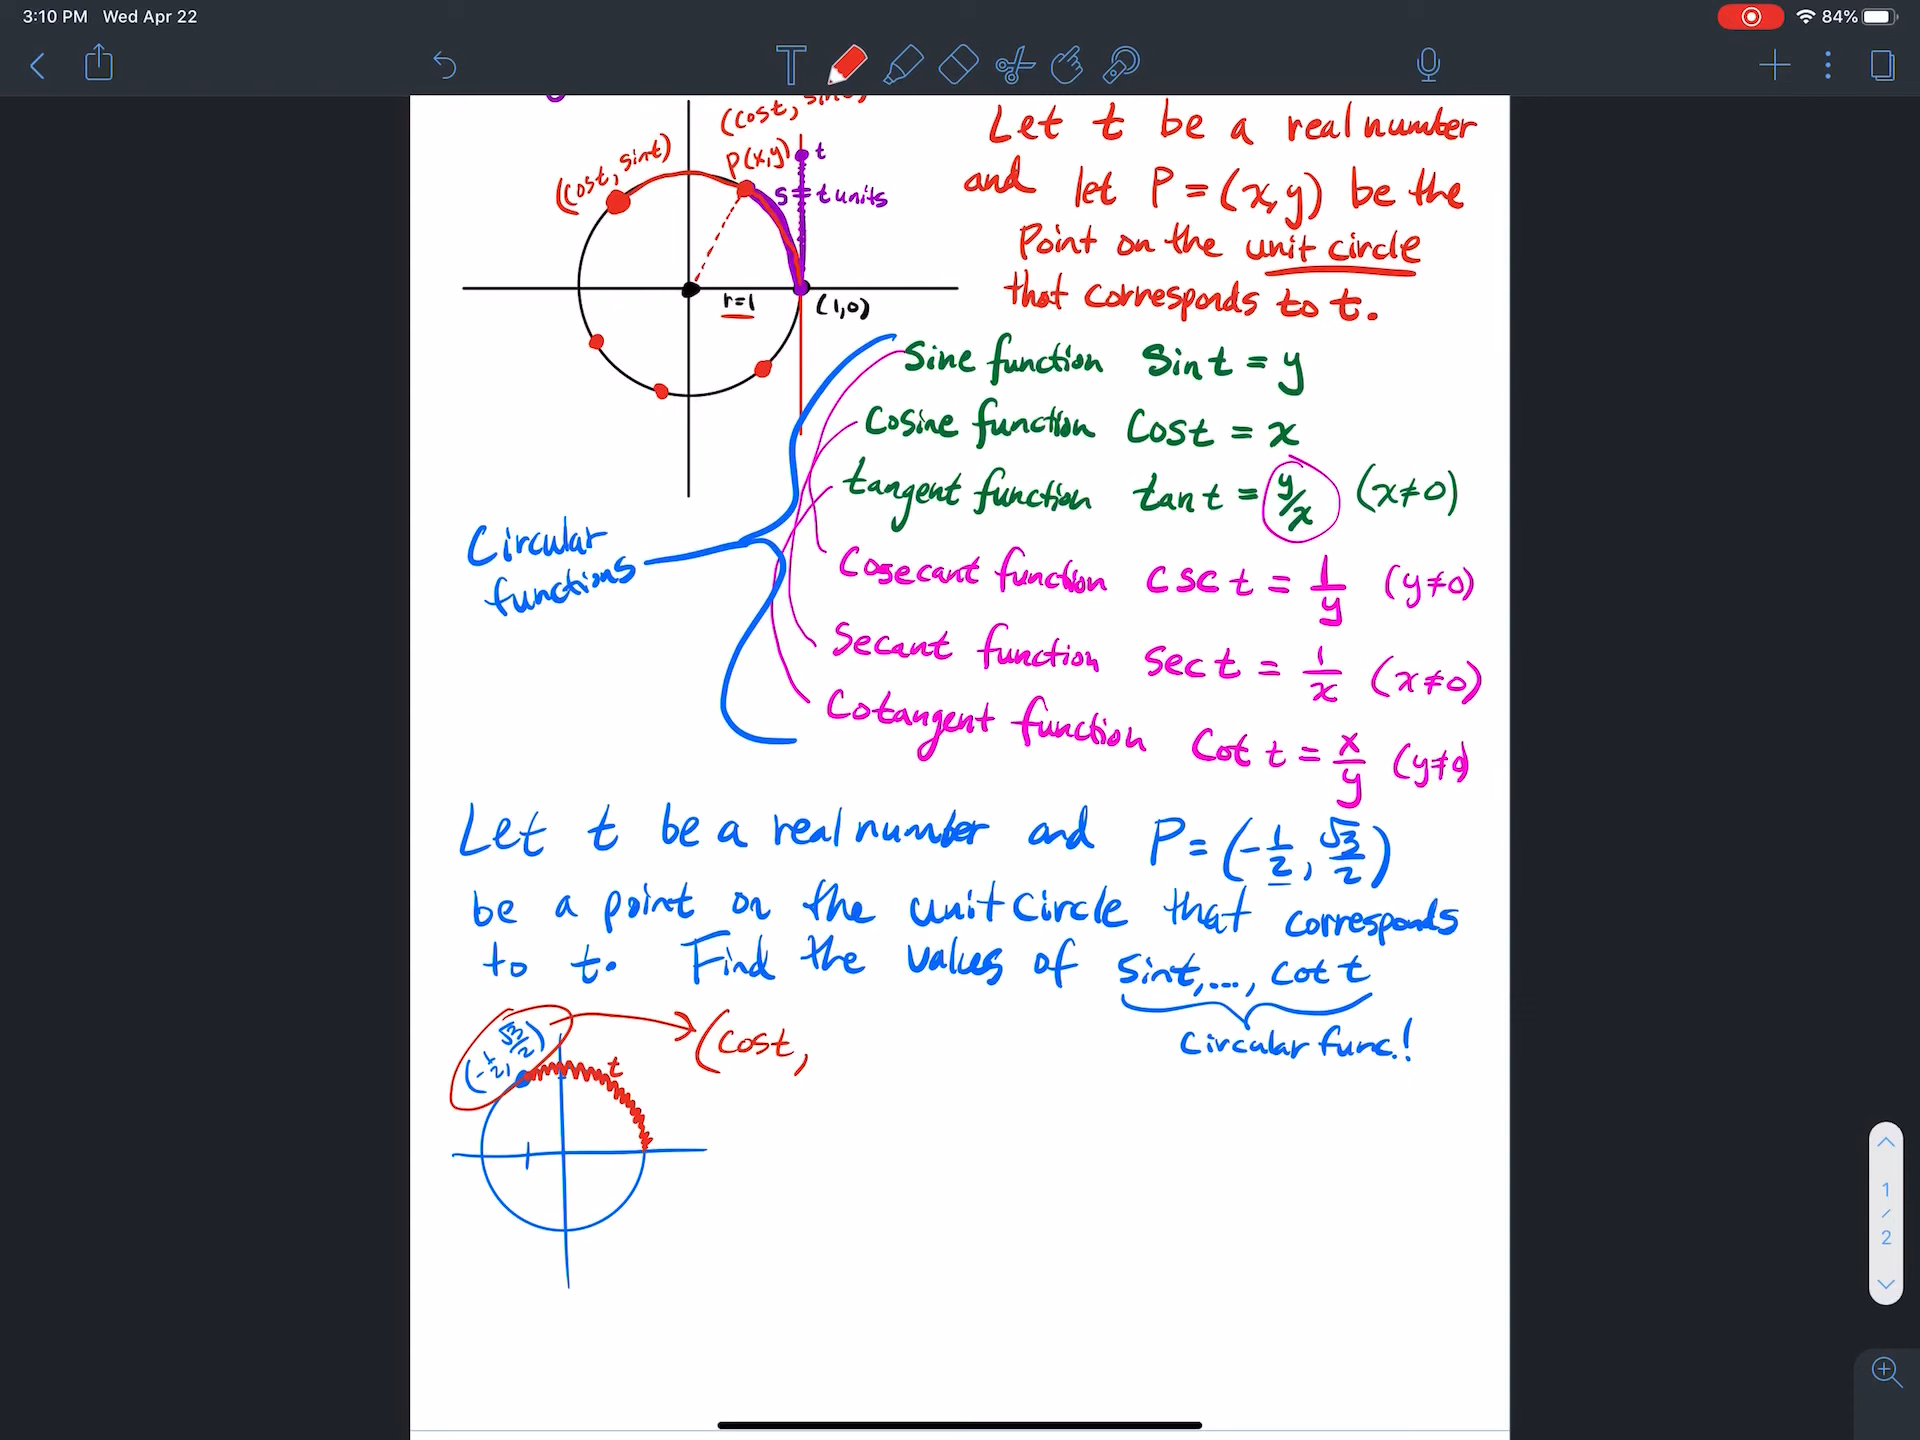 3:10 PM Wed Apr 22
84%
T
(cost, sint)
(cost, sint)
P(x,y)
t
s = t units
r=1
(1,0)
Let t be a real number
and let P = (x,y) be the
Point on the unit circle
that corresponds to t.
Sine function sin t = y
Cosine function cos t = x
tangent function tan t = y/x (x≠0)
Circular
functions
Cosecant function csc t = 1/y (y≠0)
Secant function sec t = 1/x (x≠0)
Cotangent function cot t = x/y (y≠0)
Let t be a real number and P = (-1/2, √3/2)
be a point on the unit circle that corresponds
to t. Find the values of sint,..., cot t
Circular func.!
(-1/2, √3/2)
(cost,
t
1
/
2